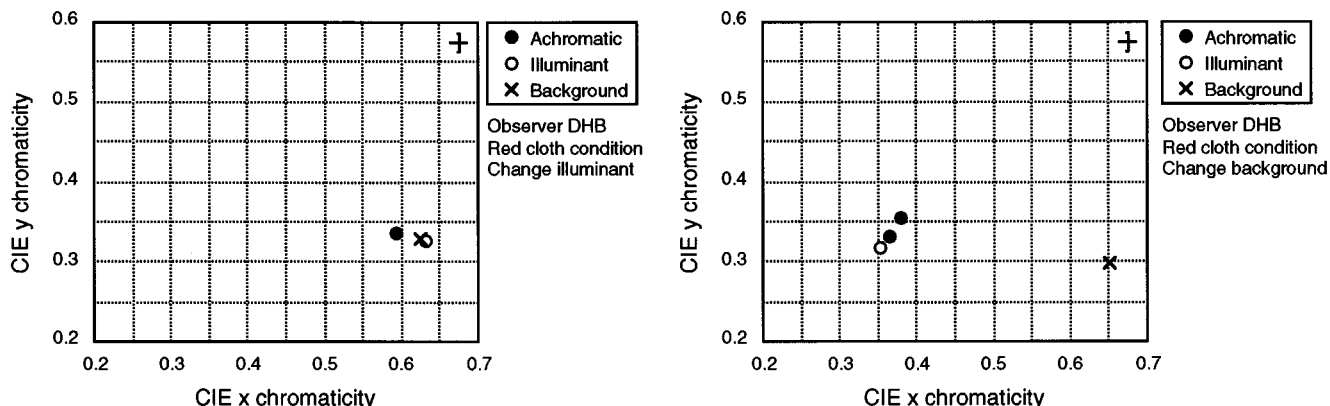 0.6
0.5
0.4
0.3
0.2
CIE y chromaticity
0.2 0.3 0.4 0.5 0.6 0.7
CIE x chromaticity
Achromatic
Illuminant
Background
Observer DHB
Red cloth condition
Change illuminant
0.6
0.5
0.4
0.3
0.2
CIE y chromaticity
0.2 0.3 0.4 0.5 0.6 0.7
CIE x chromaticity
Achromatic
Illuminant
Background
Observer DHB
Red cloth condition
Change background